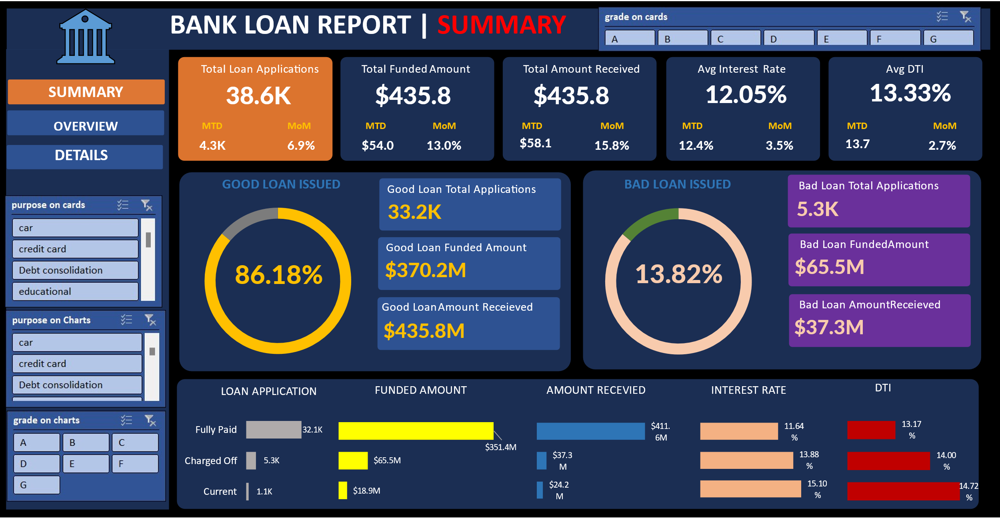 BANK LOAN REPORT | SUMMARY
grade on cards
A B C D E F G
SUMMARY
OVERVIEW
DETAILS
Total Loan Applications
38.6K
MTD MoM
4.3K 6.9%
Total Funded Amount
$435.8
MTD MoM
$54.0 13.0%
Total Amount Received
$435.8
MTD MoM
$58.1 15.8%
Avg Interest Rate
12.05%
MTD MoM
12.4% 3.5%
Avg DTI
13.33%
MTD MoM
13.7 2.7%
purpose on cards
car
credit card
Debt consolidation
educational
purpose on Charts
car
credit card
Debt consolidation
grade on charts
A B C
D E F
G
GOOD LOAN ISSUED
86.18%
Good Loan Total Applications
33.2K
Good Loan Funded Amount
$370.2M
Good Loan Amount Receieved
$435.8M
BAD LOAN ISSUED
13.82%
Bad Loan Total Applications
5.3K
Bad Loan FundedAmount
$65.5M
Bad Loan AmountReceieved
$37.3M
LOAN APPLICATION
Fully Paid 32.1K
Charged Off 5.3K
Current 1.1K
FUNDED AMOUNT
$351.4M
$65.5M
$18.9M
AMOUNT RECEVIED
$411.
6M
$37.3
M
$24.2
M
INTEREST RATE
11.64
%
13.88
%
15.10
%
DTI
13.17
%
14.00
%
14.72
%